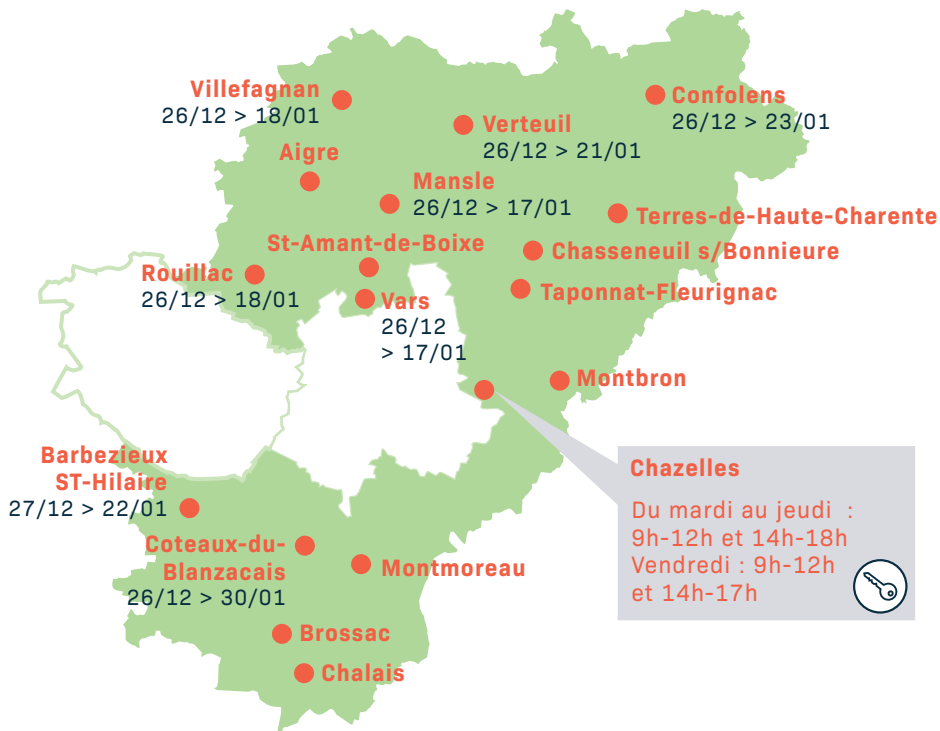 Villefagnan
26/12 > 18/01
Confolens
26/12 > 23/01
Verteuil
26/12 > 21/01
Aigre
Mansle
26/12 > 17/01
Terres-de-Haute-Charente
St-Amant-de-Boixe
Chasseneuil s/Bonnieure
Rouillac
26/12 > 18/01
Taponnat-Fleurignac
Vars
26/12
> 17/01
Montbron
Barbezieux
ST-Hilaire
27/12 > 22/01
Chazelles
Du mardi au jeudi :
9h-12h et 14h-18h
Vendredi : 9h-12h
et 14h-17h
Coteaux-du-
Blanzacais
26/12 > 30/01
Montmoreau
Brossac
Chalais